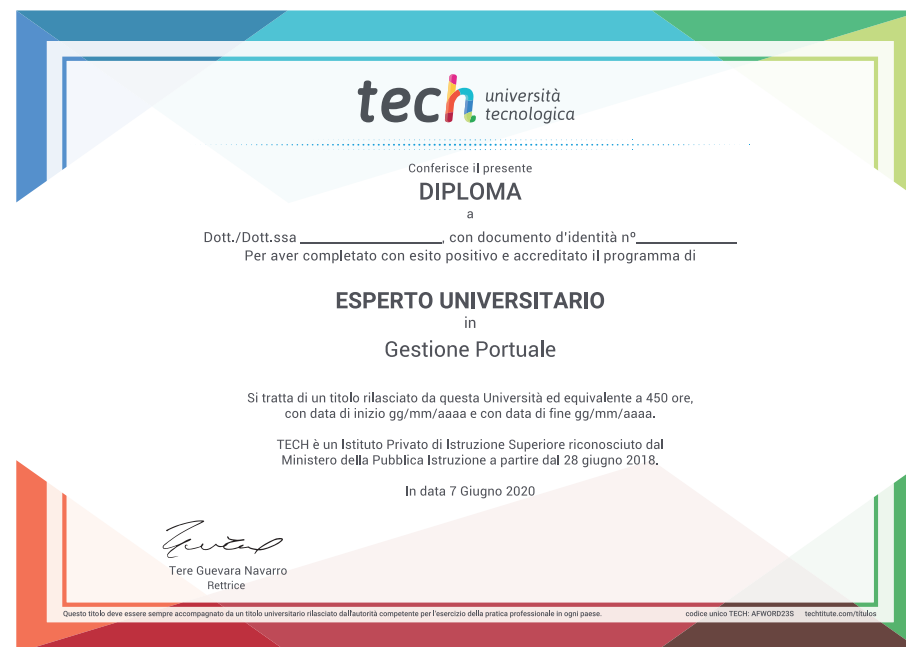 tech università
tecnologica
Conferisce il presente
DIPLOMA
a
Dott./Dott.ssa ________________, con documento d'identità nº____________
Per aver completato con esito positivo e accreditato il programma di
ESPERTO UNIVERSITARIO
in
Gestione Portuale
Si tratta di un titolo rilasciato da questa Università ed equivalente a 450 ore,
con data di inizio gg/mm/aaaa e con data di fine gg/mm/aaaa.
TECH è un Istituto Privato di Istruzione Superiore riconosciuto dal
Ministero della Pubblica Istruzione a partire dal 28 giugno 2018.
In data 7 Giugno 2020
Tere Guevara Navarro
Rettrice
Questo titolo deve essere sempre accompagnato da un titolo universitario rilasciato dall'autorità competente per l'esercizio della pratica professionale in ogni paese. codice unico TECH: AFWORD23S techtitute.com/titulos